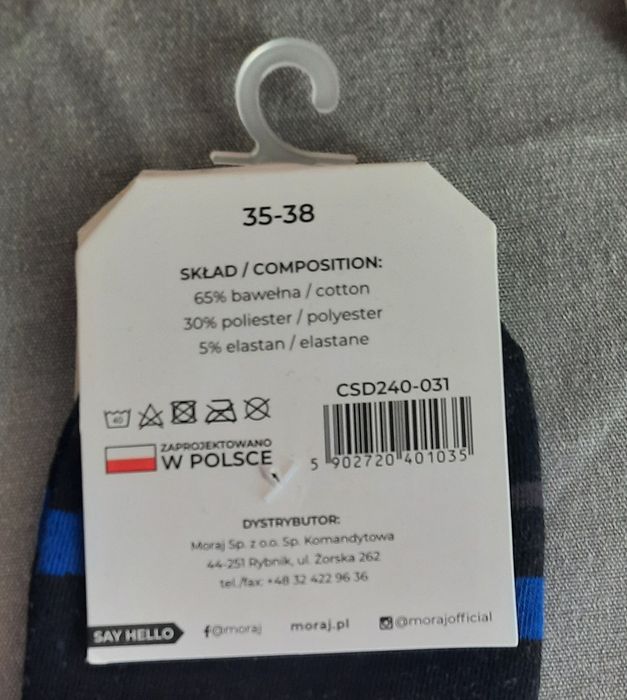 35-38
SKŁAD / COMPOSITION:
65% bawełna / cotton
30% poliester / polyester
5% elastan / elastane
CSD240-031
40
ZAPROJEKTOWANO
W POLSCE
5 902720 401035
DYSTRYBUTOR:
Moraj Sp. z o.o. Sp. Komandytowa
44-251 Rybnik, ul. Żorska 262
tel./fax: +48 32 422 96 36
SAY HELLO f@moraj moraj.pl @morajofficial